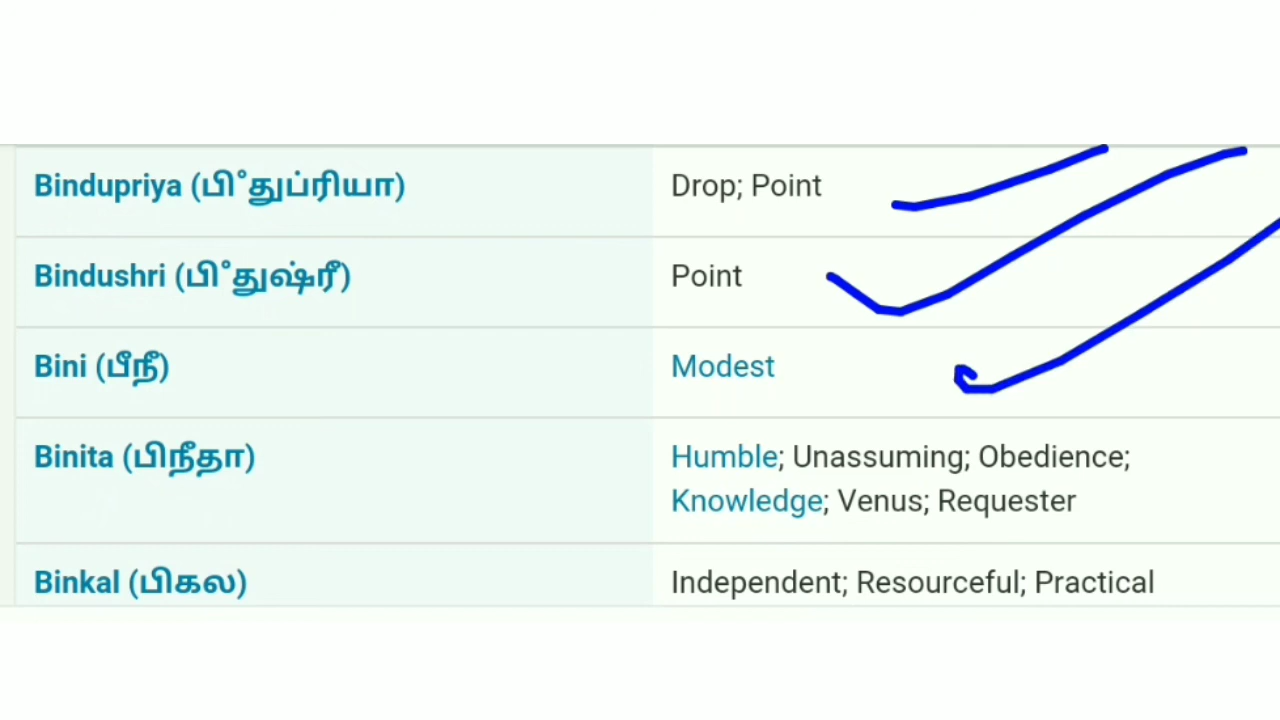 Bindupriya (பி˚துப்ரியா) Drop; Point
Bindushri (பி˚துஷ்ரீ) Point
Bini (பீநீ) Modest
Binita (பிநீதா) Humble; Unassuming; Obedience;
Knowledge; Venus; Requester
Binkal (பிகல) Independent; Resourceful; Practical